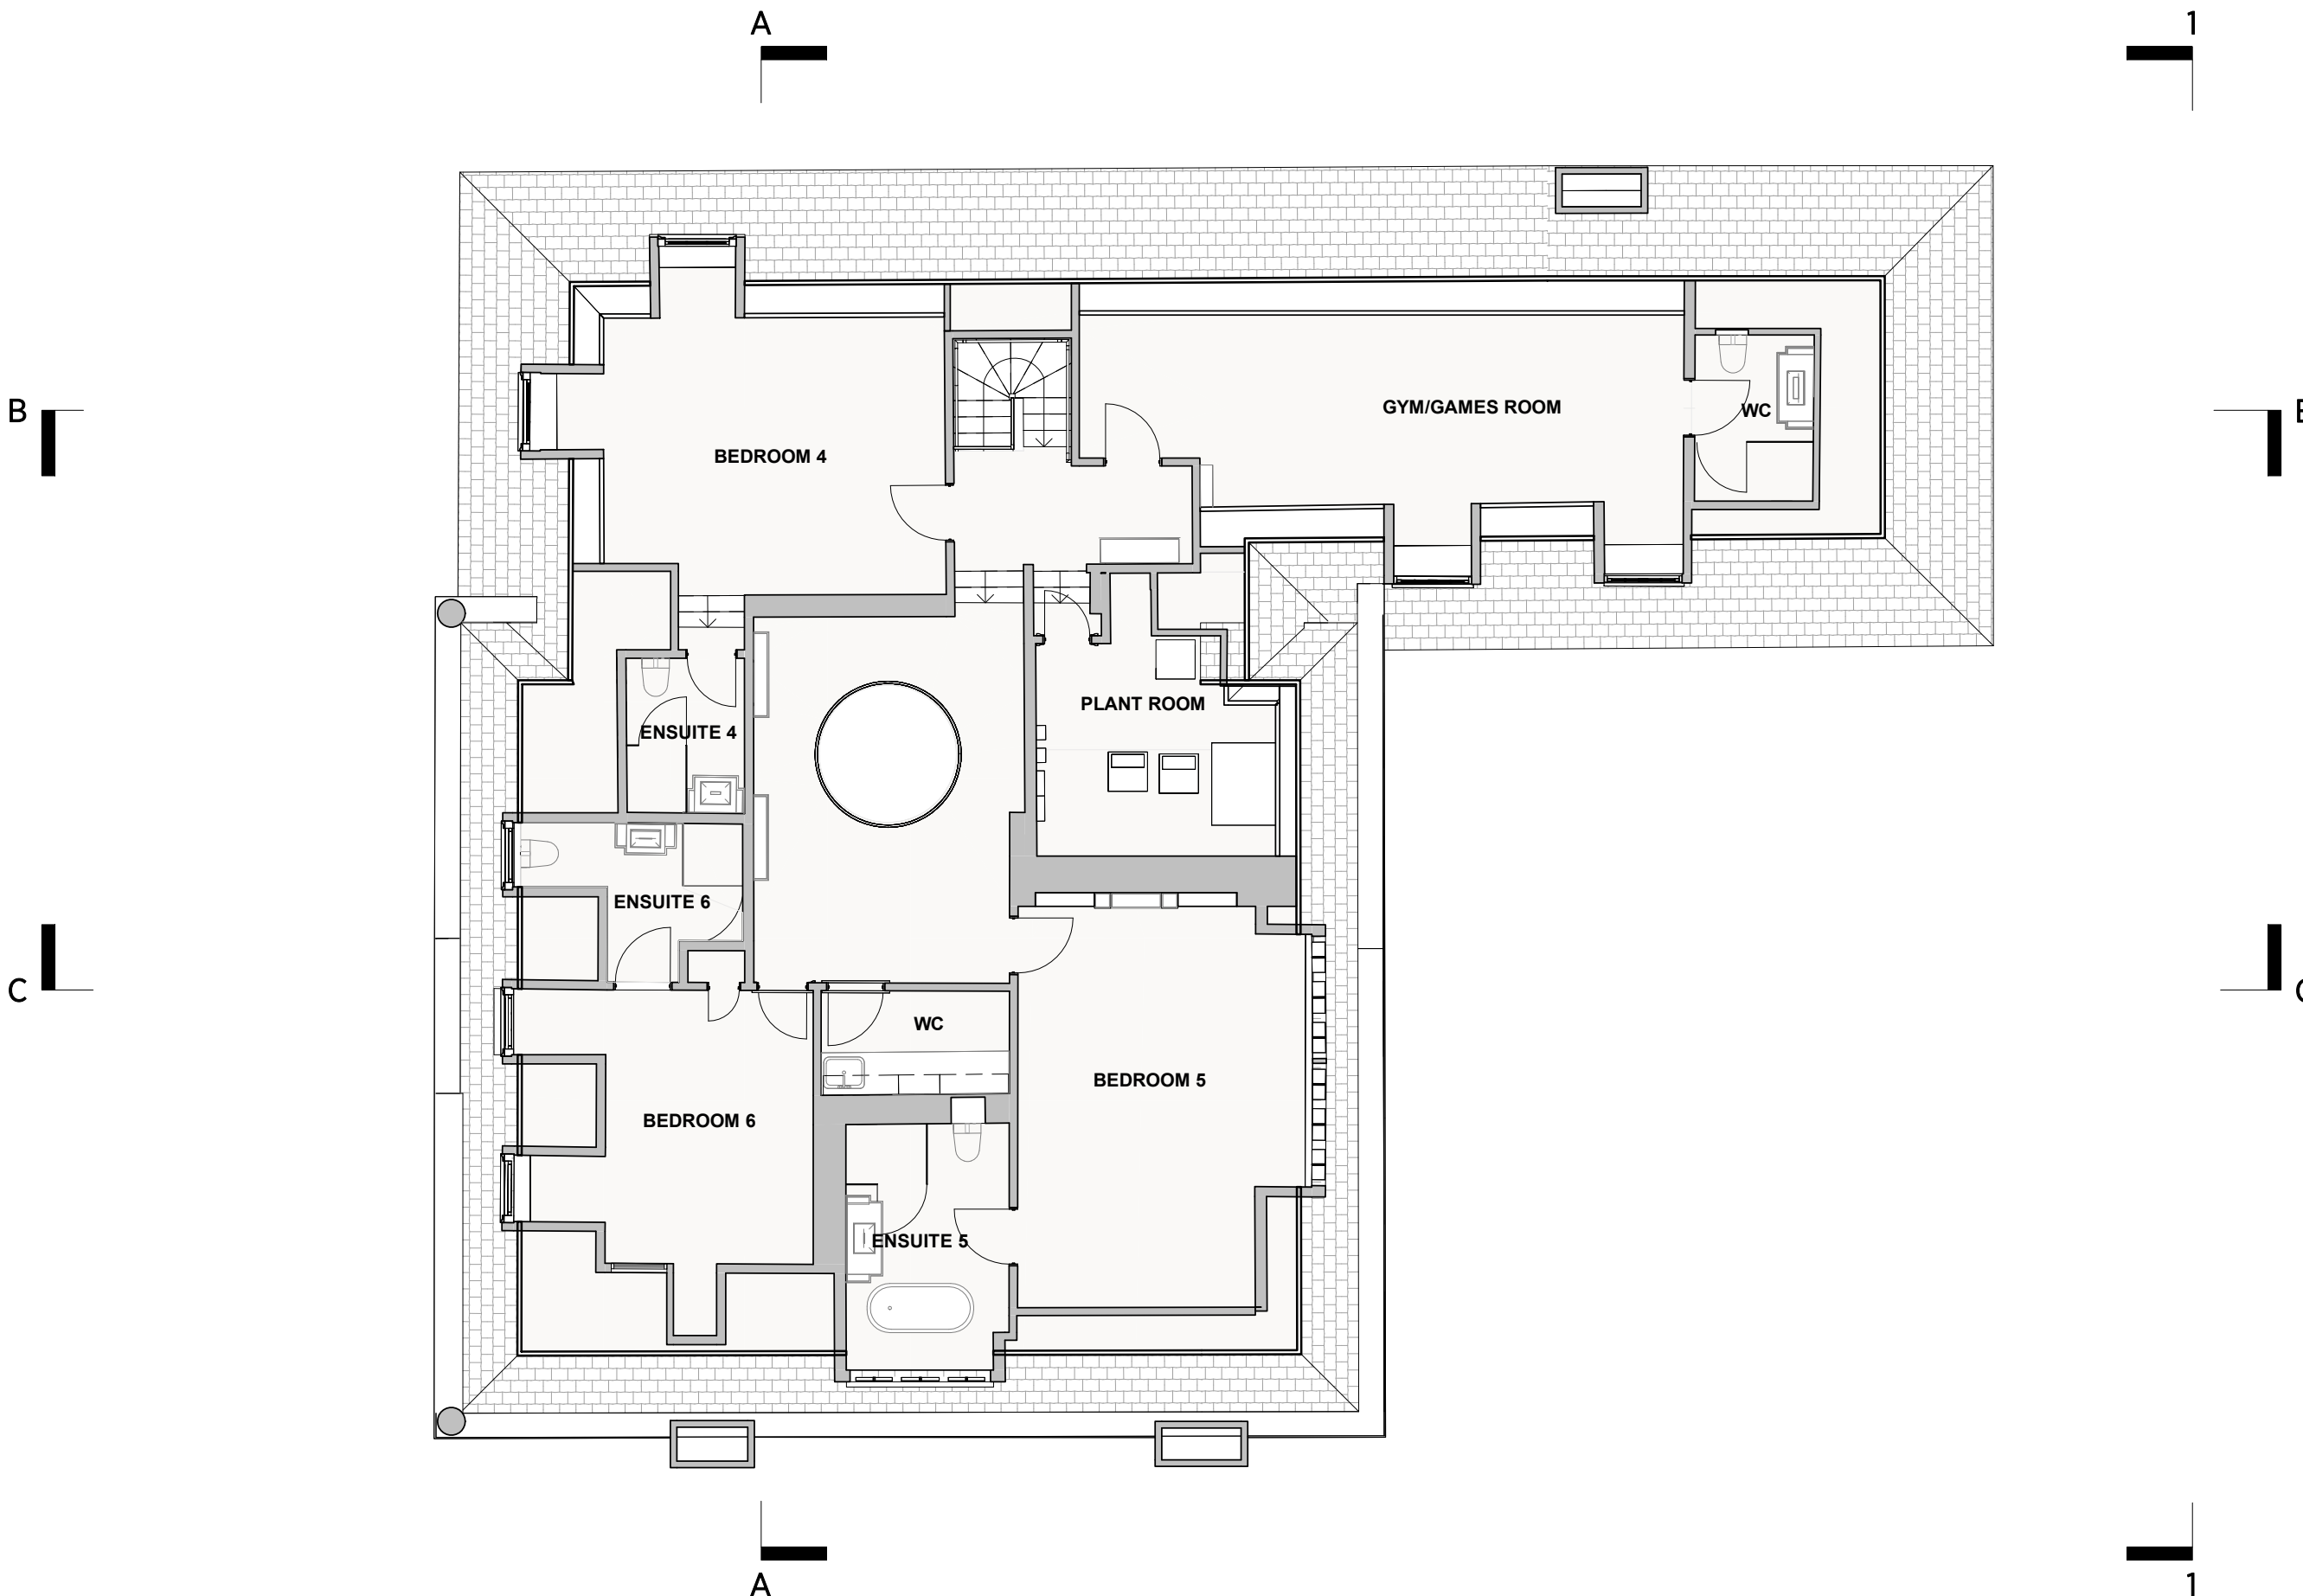 A
1
B
GYM/GAMES ROOM
WC
BEDROOM 4
PLANT ROOM
ENSUITE 4
ENSUITE 6
C
WC
BEDROOM 5
BEDROOM 6
ENSUITE 5
A
1